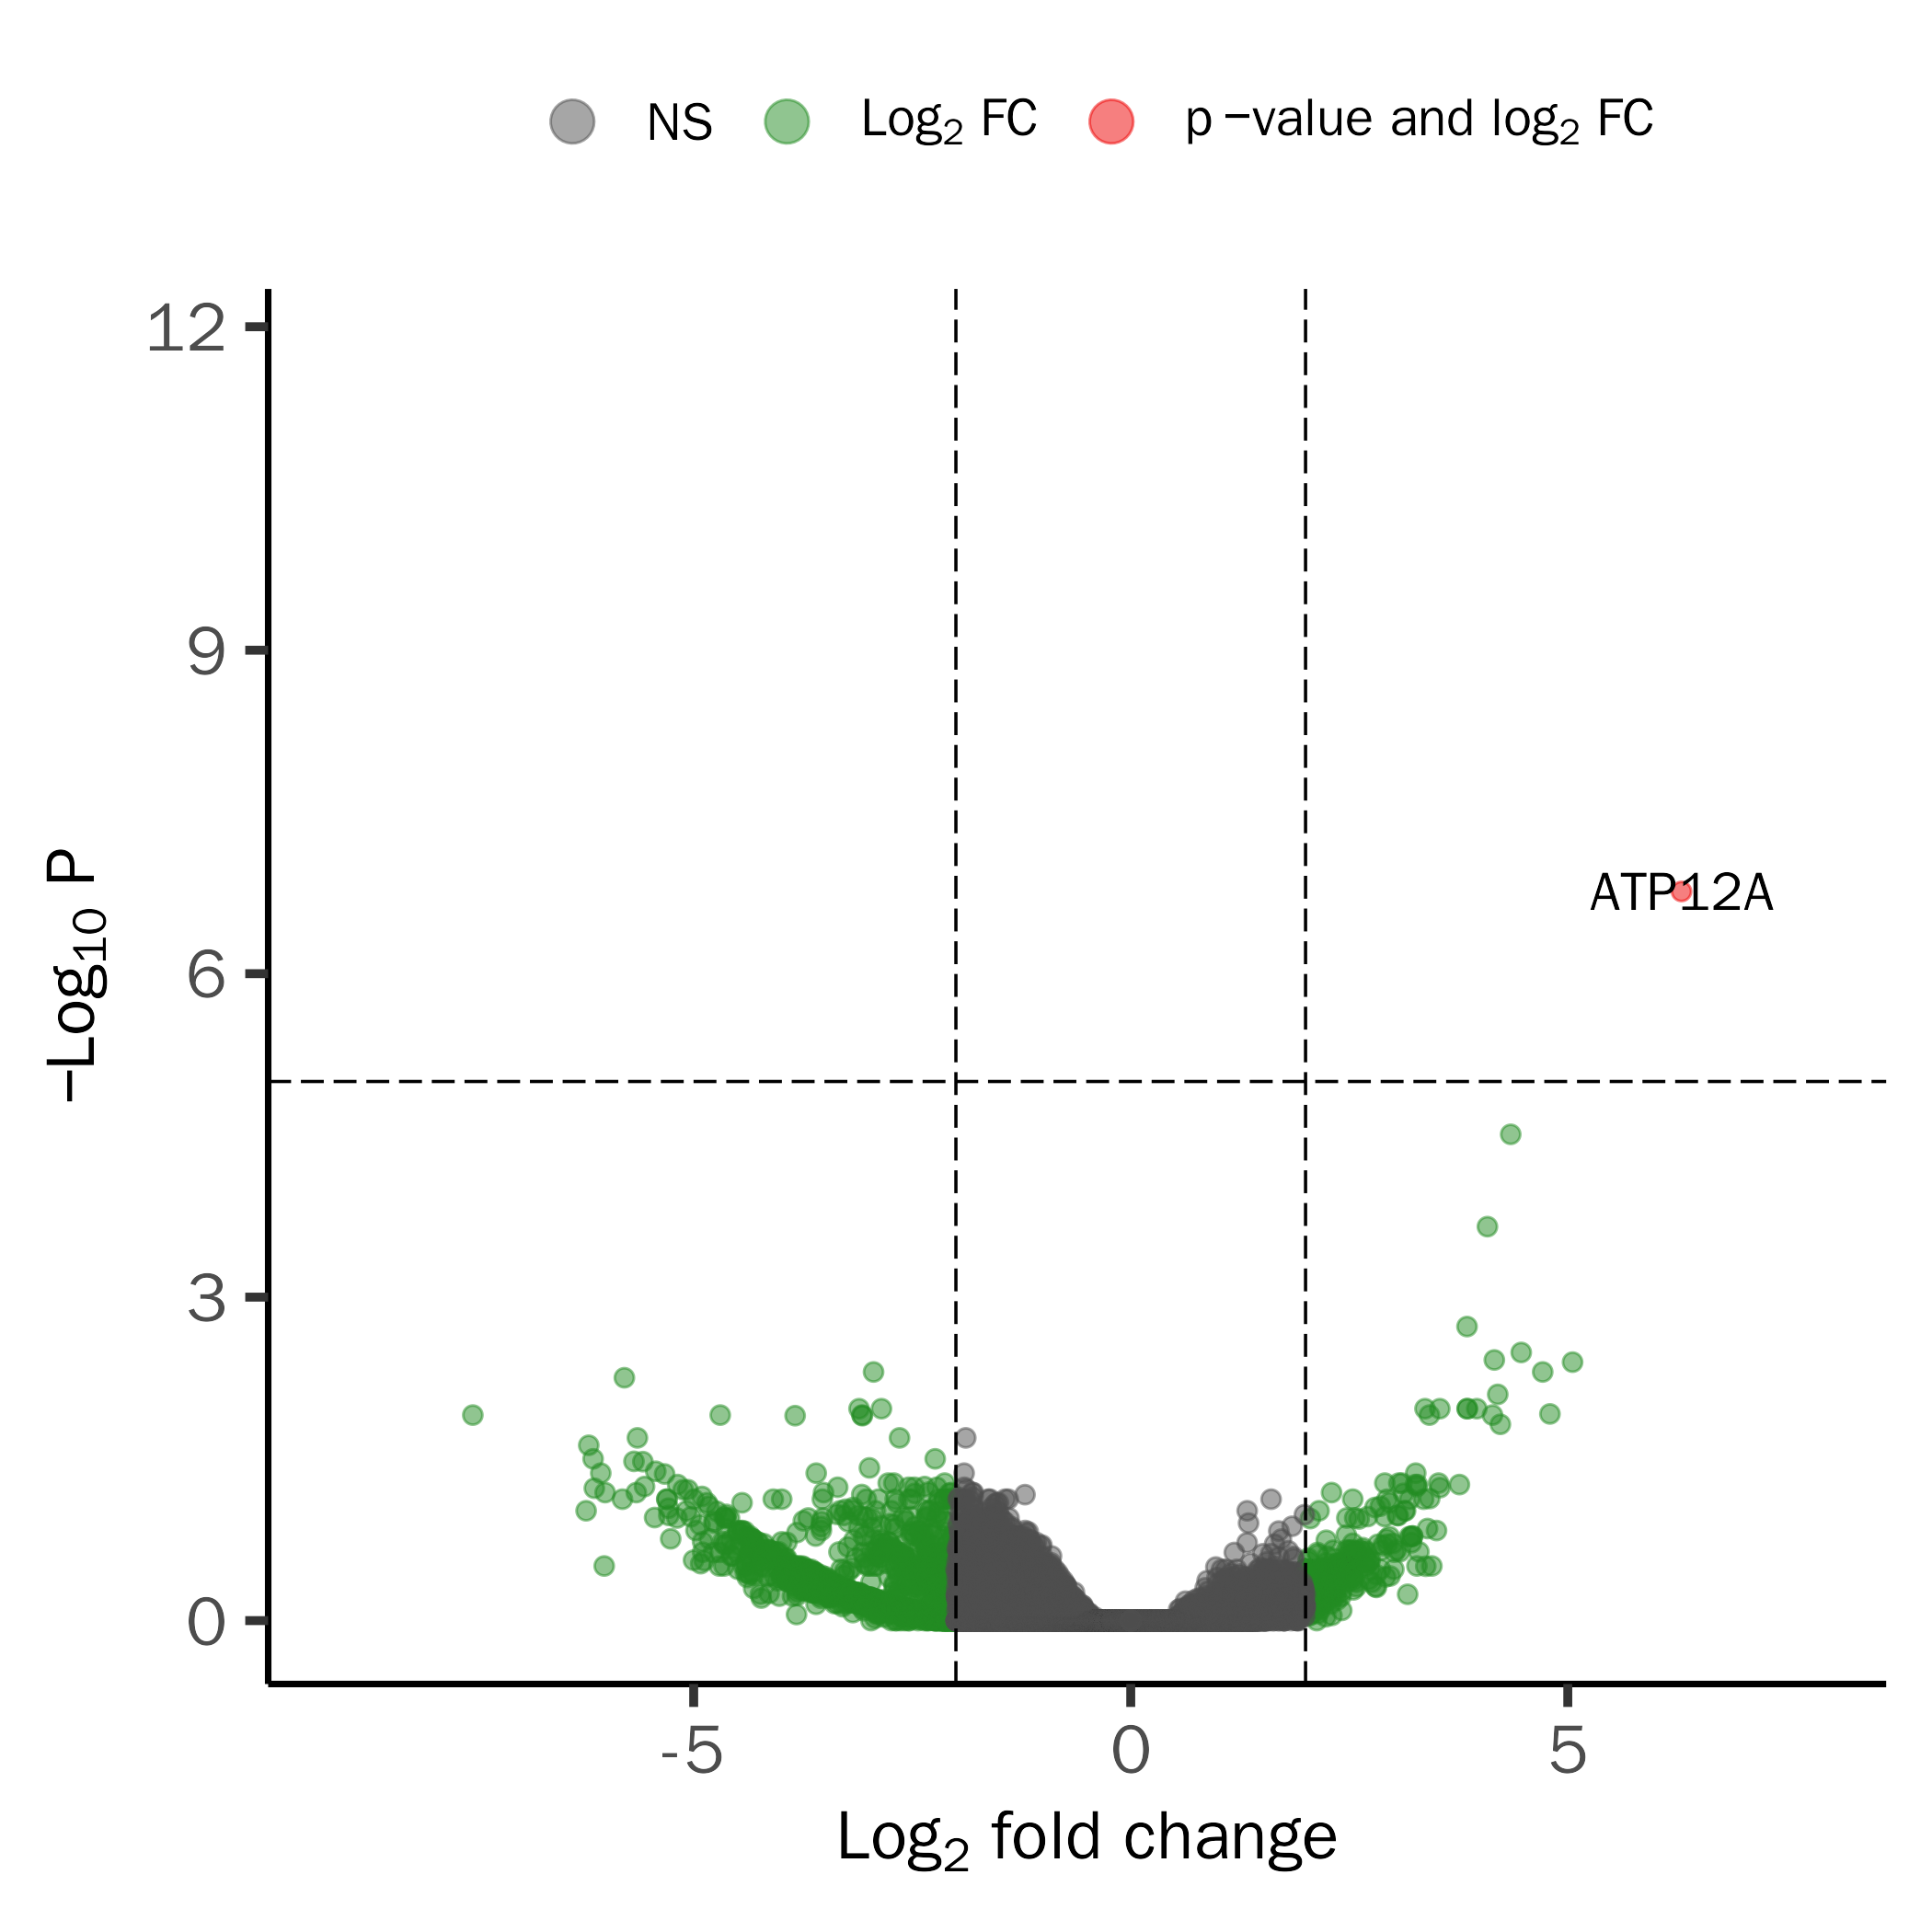 NS Log₂ FC p −value and log₂ FC
12
9
6
3
0
−Log₁₀ P
ATP12A
-5 0 5
Log₂ fold change